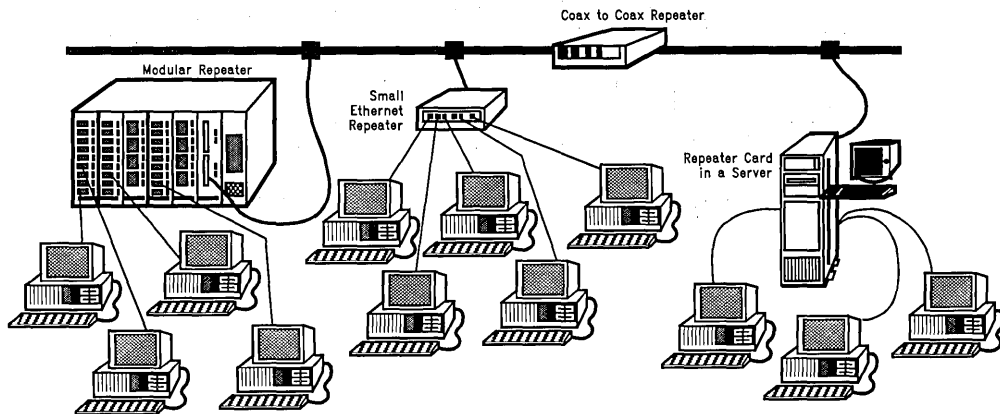 Coax to Coax Repeater
Modular Repeater
Small
Ethernet
Repeater
Repeater Card
in a Server